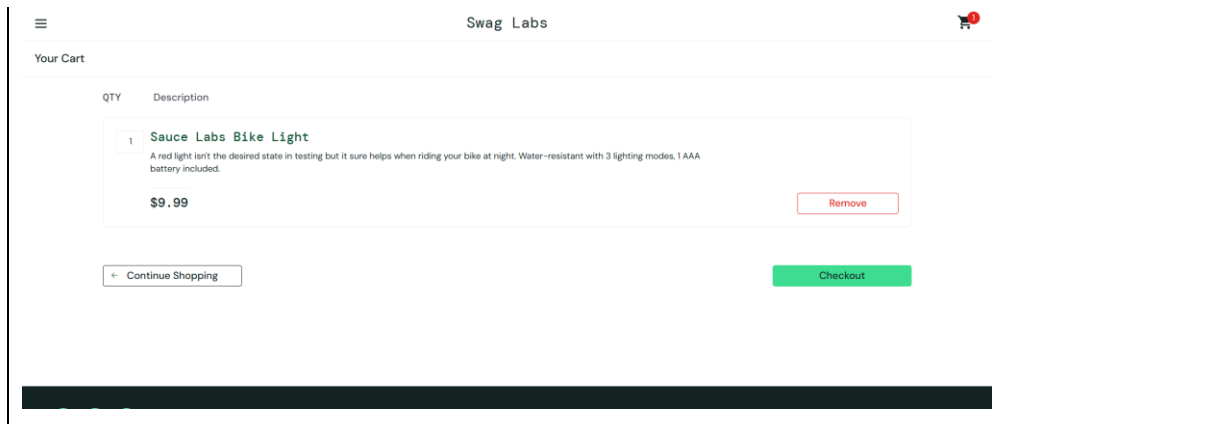 Swag Labs
1
Your Cart
QTY Description
1 Sauce Labs Bike Light
A red light isn't the desired state in testing but it sure helps when riding your bike at night. Water-resistant with 3 lighting modes, 1 AAA
battery included.
$9.99
Remove
← Continue Shopping
Checkout